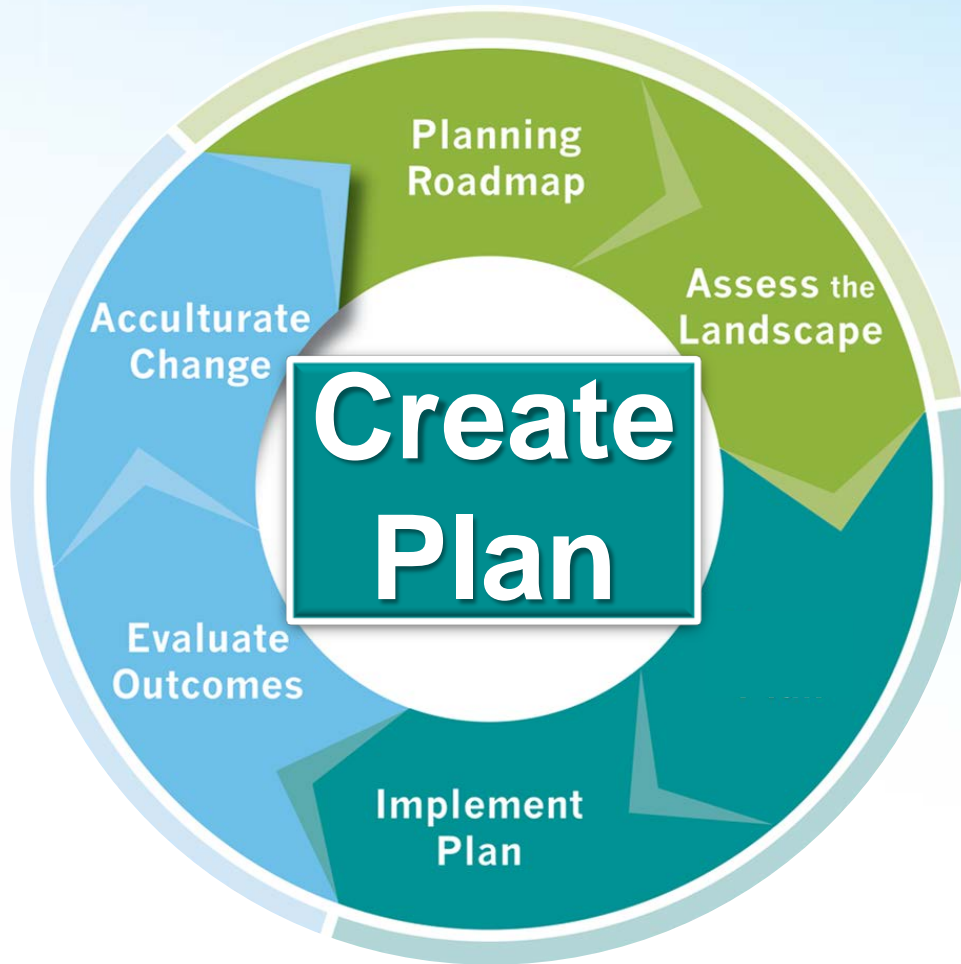 Planning
Roadmap
Assess the
Landscape
Create
Plan
Implement
Plan
Evaluate
Outcomes
Acculturate
Change